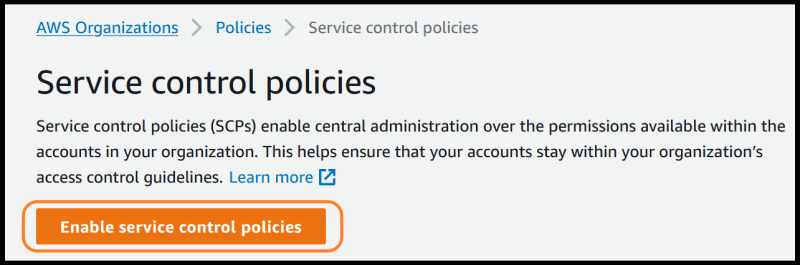 AWS Organizations > Policies > Service control policies
Service control policies
Service control policies (SCPs) enable central administration over the permissions available within the
accounts in your organization. This helps ensure that your accounts stay within your organization’s
access control guidelines. Learn more
Enable service control policies